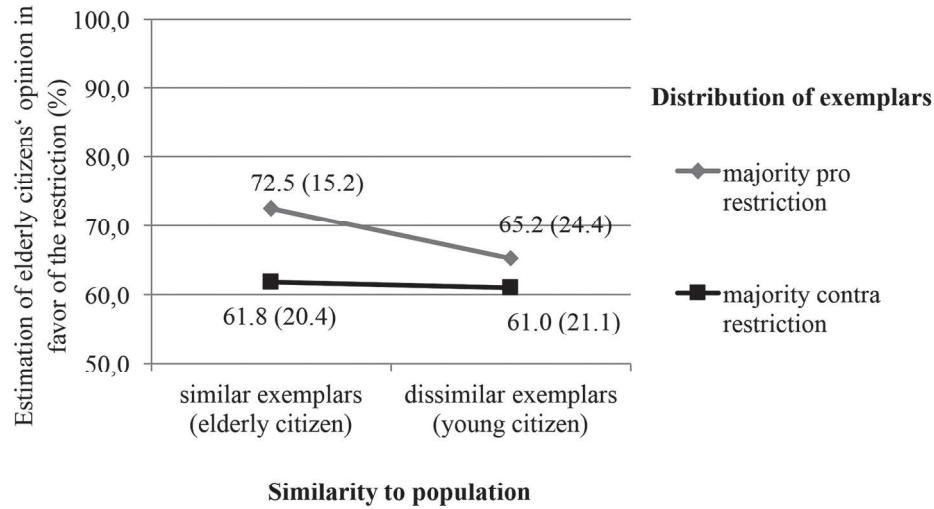 Estimation of elderly citizens‘ opinion in
favor of the restriction (%)
100,0
90,0
80,0
70,0
60,0
50,0
72.5 (15.2)
65.2 (24.4)
61.8 (20.4)
61.0 (21.1)
similar exemplars
(elderly citizen)
dissimilar exemplars
(young citizen)
Similarity to population
Distribution of exemplars
majority pro
restriction
majority contra
restriction